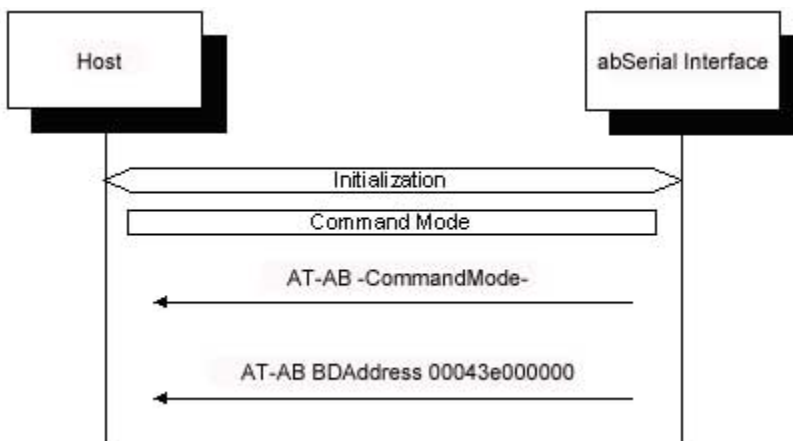 Host
abSerial Interface
Initialization
Command Mode
AT-AB -CommandMode-
AT-AB BDAddress 00043e000000